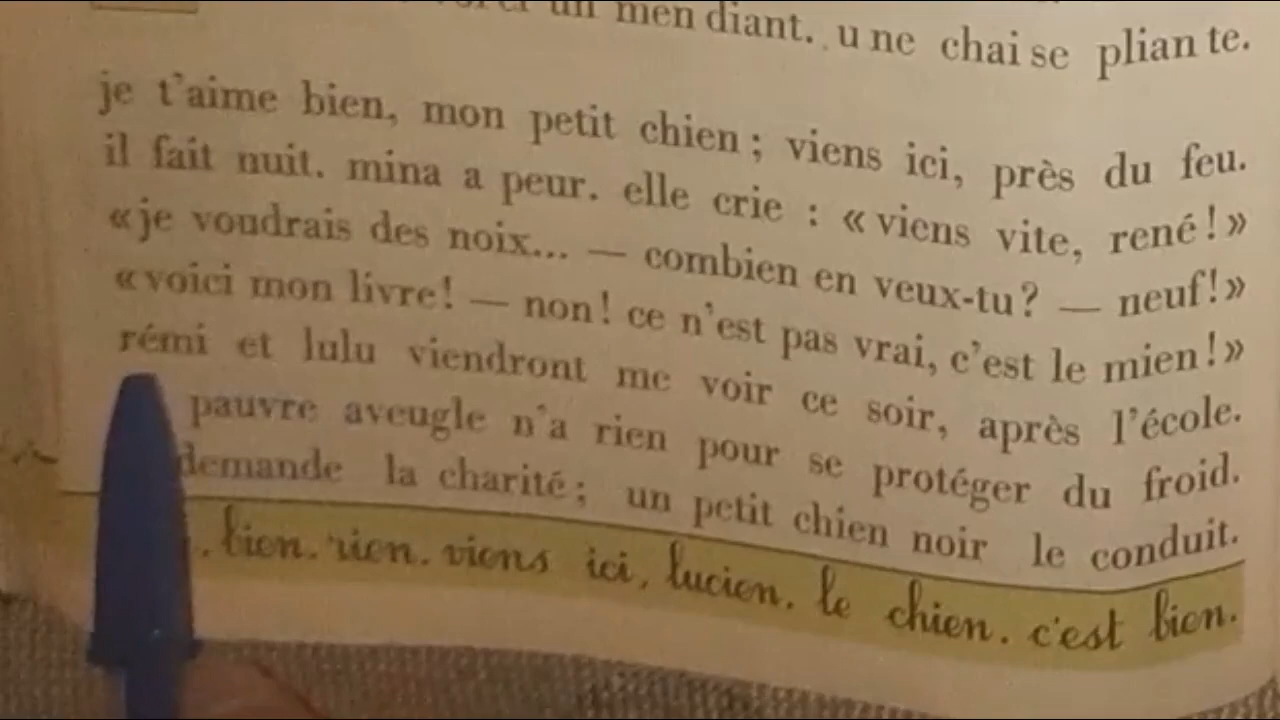 un men diant. u ne chai se plian te.
je t'aime bien, mon petit chien ; viens ici, près du feu.
il fait nuit. mina a peur. elle crie : « viens vite, rené ! »
« je voudrais des noix... — combien en veux-tu ? — neuf ! »
« voici mon livre ! — non ! ce n'est pas vrai, c'est le mien ! »
rémi et lulu viendront me voir ce soir, après l'école.
pauvre aveugle n'a rien pour se protéger du froid.
demande la charité ; un petit chien noir le conduit.
. bien. rien. viens ici, lucien. le chien. c'est bien.